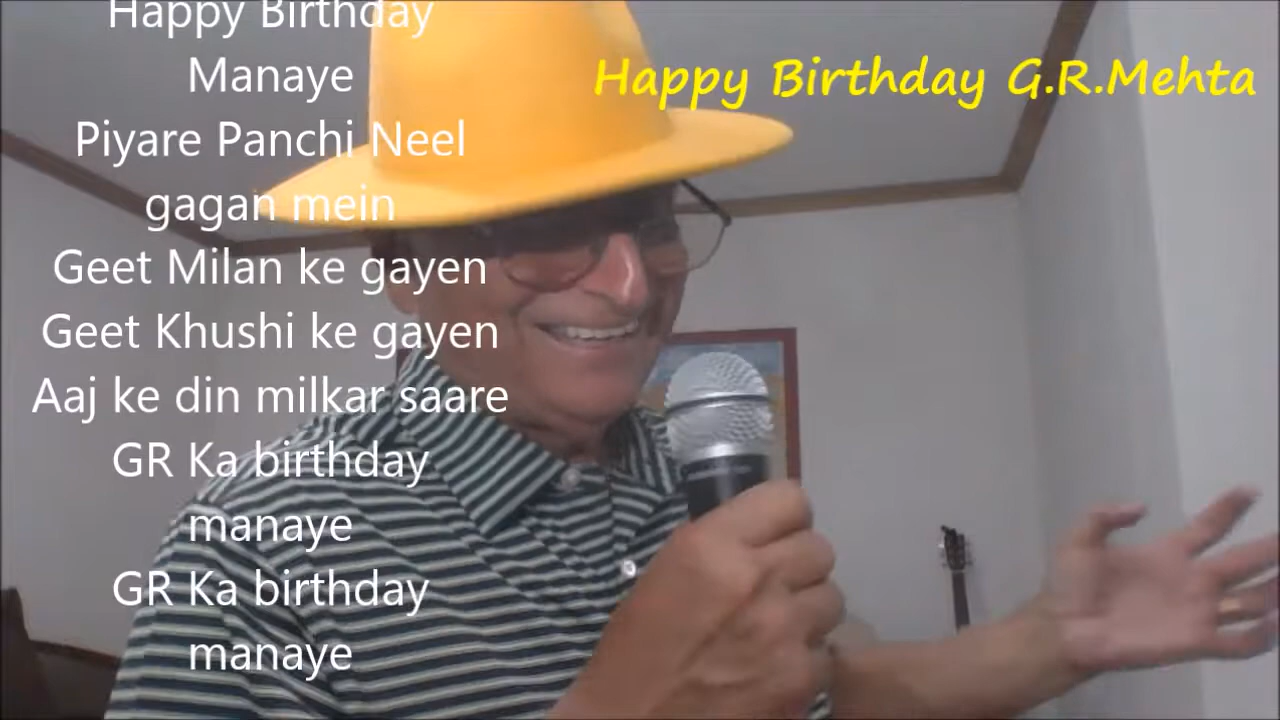 Happy Birthday
Manaye
Piyare Panchi Neel
gagan mein
Geet Milan ke gayen
Geet Khushi ke gayen
Aaj ke din milkar saare
GR Ka birthday
manaye
GR Ka birthday
manaye
Happy Birthday G.R.Mehta